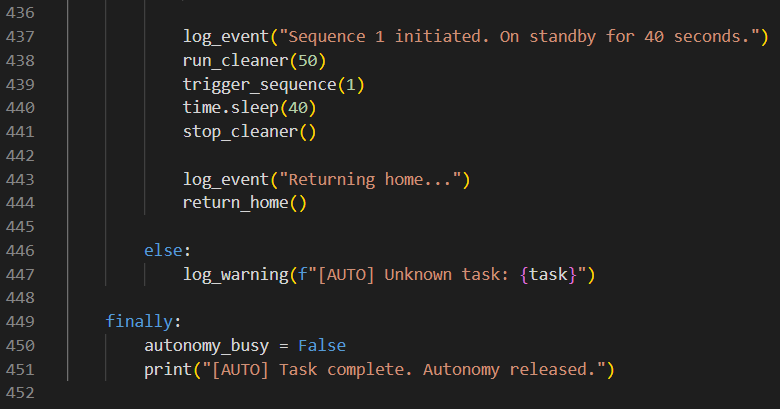 436
437 log_event("Sequence 1 initiated. On standby for 40 seconds.")
438 run_cleaner(50)
439 trigger_sequence(1)
440 time.sleep(40)
441 stop_cleaner()
442
443 log_event("Returning home...")
444 return_home()
445
446 else:
447 log_warning(f"[AUTO] Unknown task: {task}")
448
449 finally:
450 autonomy_busy = False
451 print("[AUTO] Task complete. Autonomy released.")
452